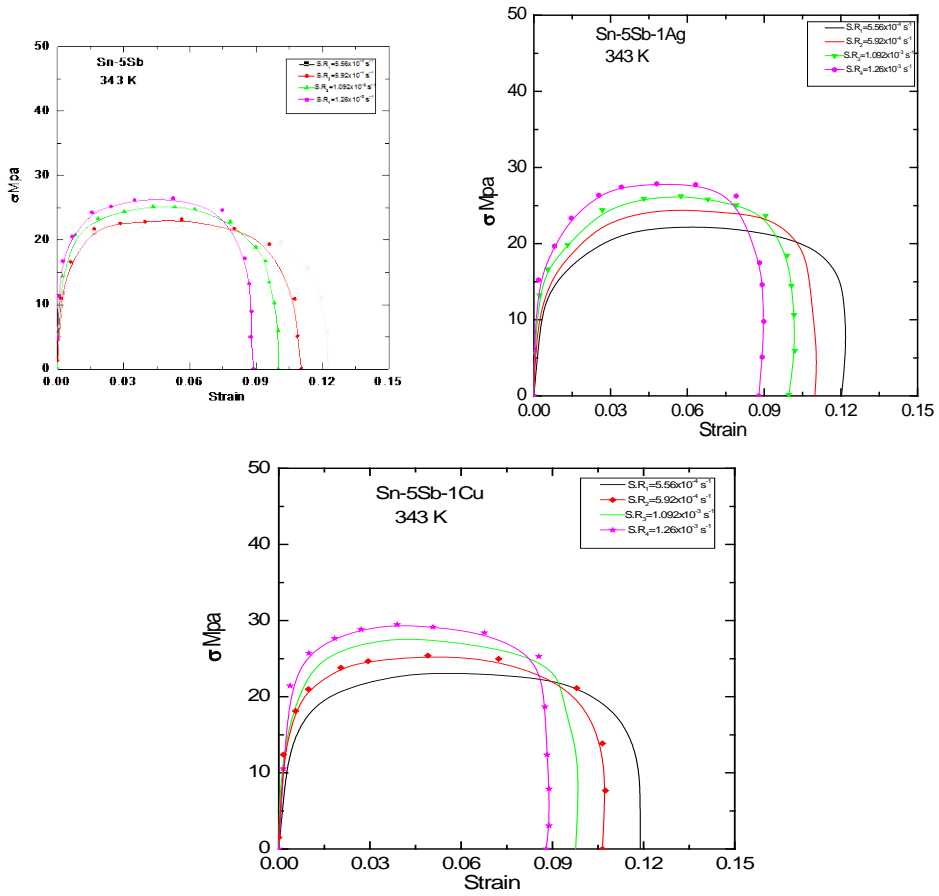 Sn-5Sb
343 K
50
40
30
20
10
0
σ Mpa
0.00 0.03 0.06 0.09 0.12 0.15
Strain
Sn-5Sb-1Ag
343 K
S.R₁=5.56x10⁻⁴ s⁻¹
S.R₂=5.92x10⁻⁴ s⁻¹
S.R₃=1.092x10⁻³ s⁻¹
S.R₄=1.26x10⁻³ s⁻¹
50
40
30
20
10
0
σ Mpa
0.00 0.03 0.06 0.09 0.12 0.15
Strain
Sn-5Sb-1Cu
343 K
S.R₁=5.56x10⁻⁴ s⁻¹
S.R₂=5.92x10⁻⁴ s⁻¹
S.R₃=1.092x10⁻³ s⁻¹
S.R₄=1.26x10⁻³ s⁻¹
50
40
30
20
10
0
σ Mpa
0.00 0.03 0.06 0.09 0.12 0.15
Strain